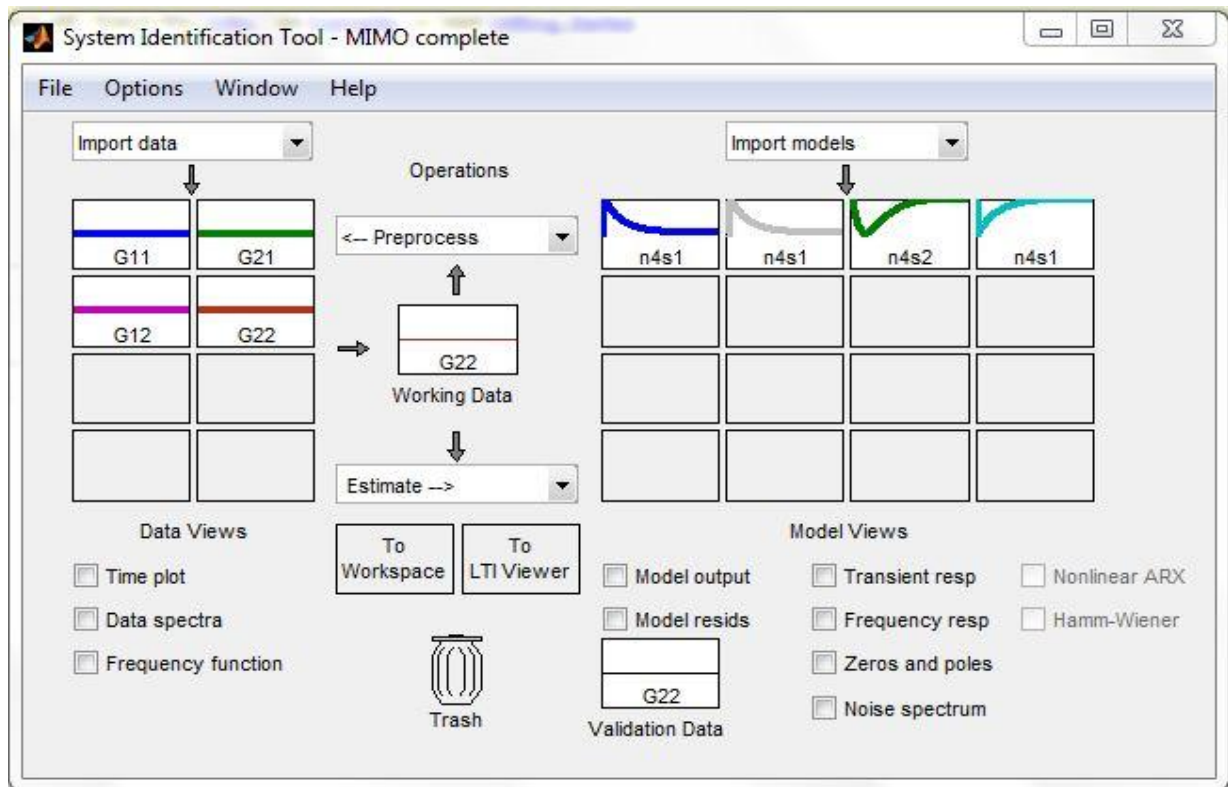 System Identification Tool - MIMO complete
File Options Window Help
Import data
Operations
Import models
G11 G21
<-- Preprocess
n4s1 n4s1 n4s2 n4s1
G12 G22
G22
Working Data
Estimate -->
Data Views
Time plot
Data spectra
Frequency function
To Workspace
To LTI Viewer
Trash
Model Views
Model output
Model resids
G22
Validation Data
Transient resp
Frequency resp
Zeros and poles
Noise spectrum
Nonlinear ARX
Hamm-Wiener